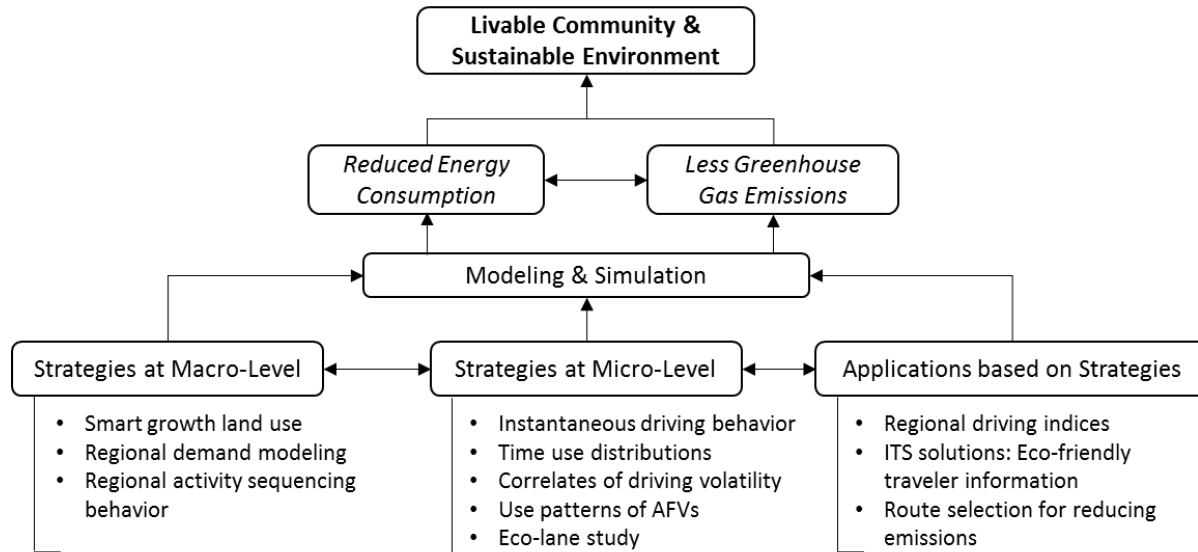 Livable Community &
Sustainable Environment
Reduced Energy
Consumption
Less Greenhouse
Gas Emissions
Modeling & Simulation
Strategies at Macro-Level
Strategies at Micro-Level
Applications based on Strategies
• Smart growth land use
• Regional demand modeling
• Regional activity sequencing
behavior
• Instantaneous driving behavior
• Time use distributions
• Correlates of driving volatility
• Use patterns of AFVs
• Eco-lane study
• Regional driving indices
• ITS solutions: Eco-friendly
traveler information
• Route selection for reducing
emissions